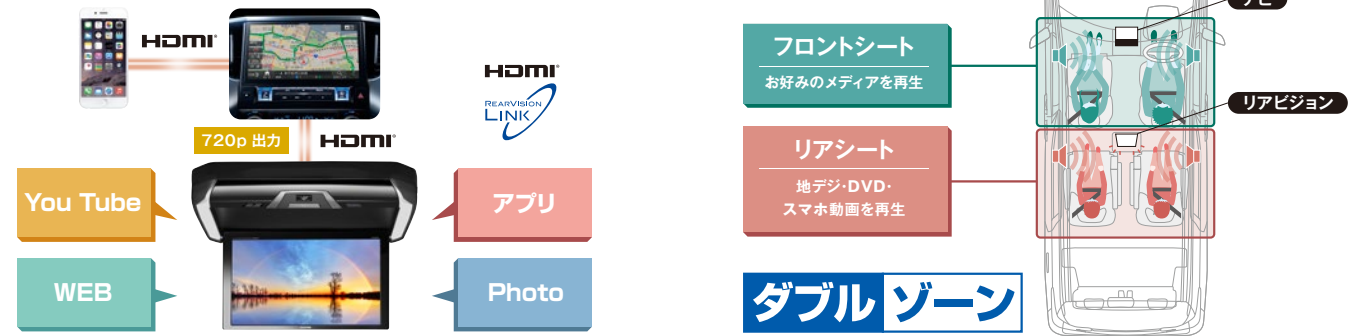 HDMI
HDMI
REARVISION
LINK
720p 出力
HDMI
You Tube
アプリ
WEB
Photo
フロントシート
お好みのメディアを再生
リアビジョン
リアシート
地デジ・DVD・
スマホ動画を再生
ダブルゾーン